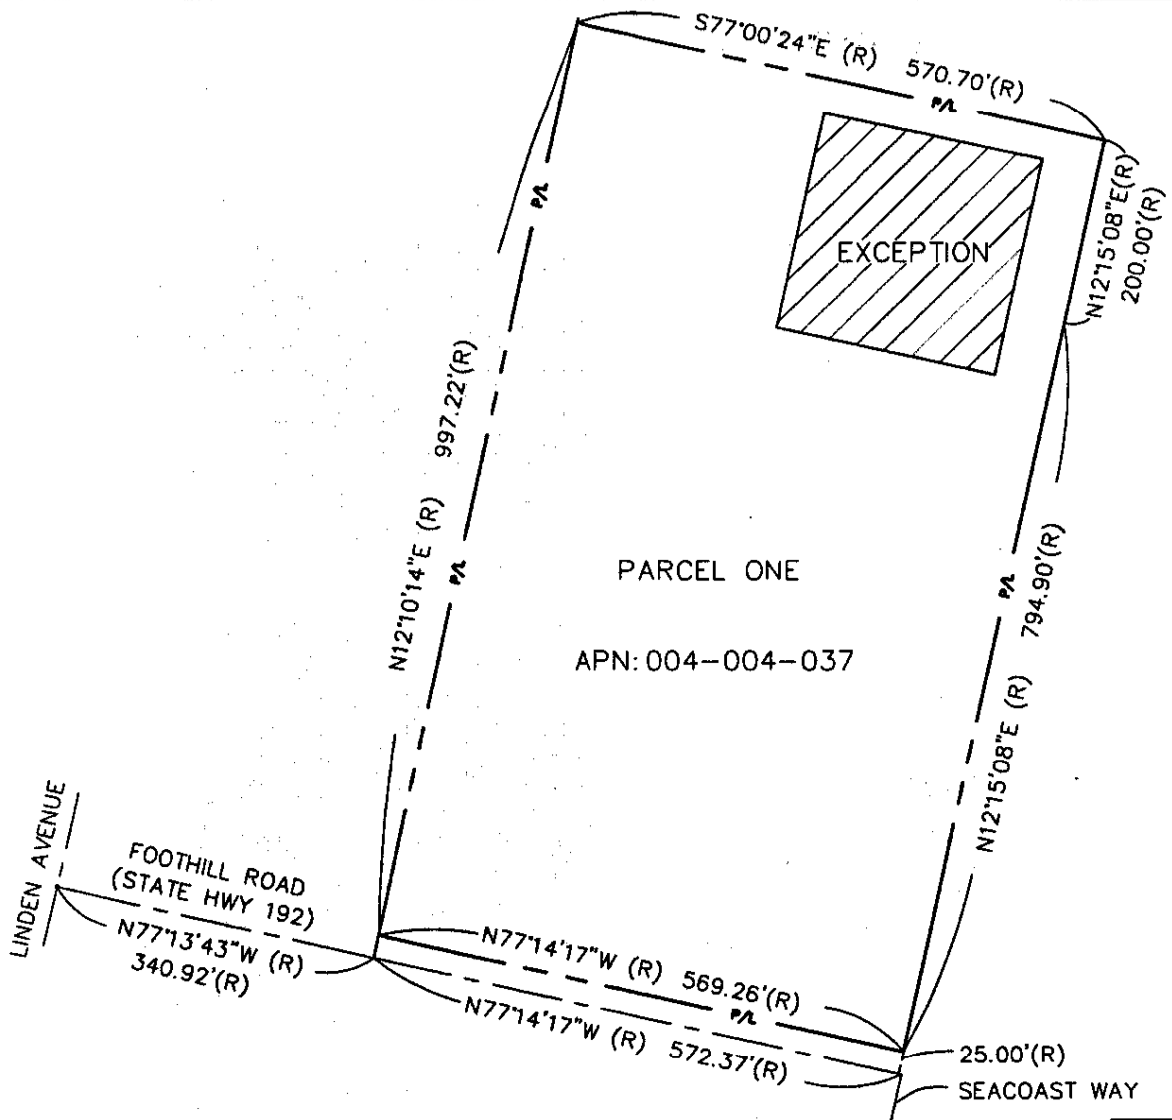 S77°00'24"E (R) 570.70'(R)
P/L
N12°15'08"E(R)
200.00'(R)
P/L
EXCEPTION
N12°10'14"E (R) 997.22'(R)
P/L
PARCEL ONE
APN: 004-004-037
P/L
N12°15'08"E (R) 794.90'(R)
LINDEN AVENUE
FOOTHILL ROAD
(STATE HWY 192)
N77°13'43"W (R)
340.92'(R)
N77°14'17"W (R) 569.26'(R)
P/L
N77°14'17"W (R) 572.37'(R)
25.00'(R)
SEACOAST WAY